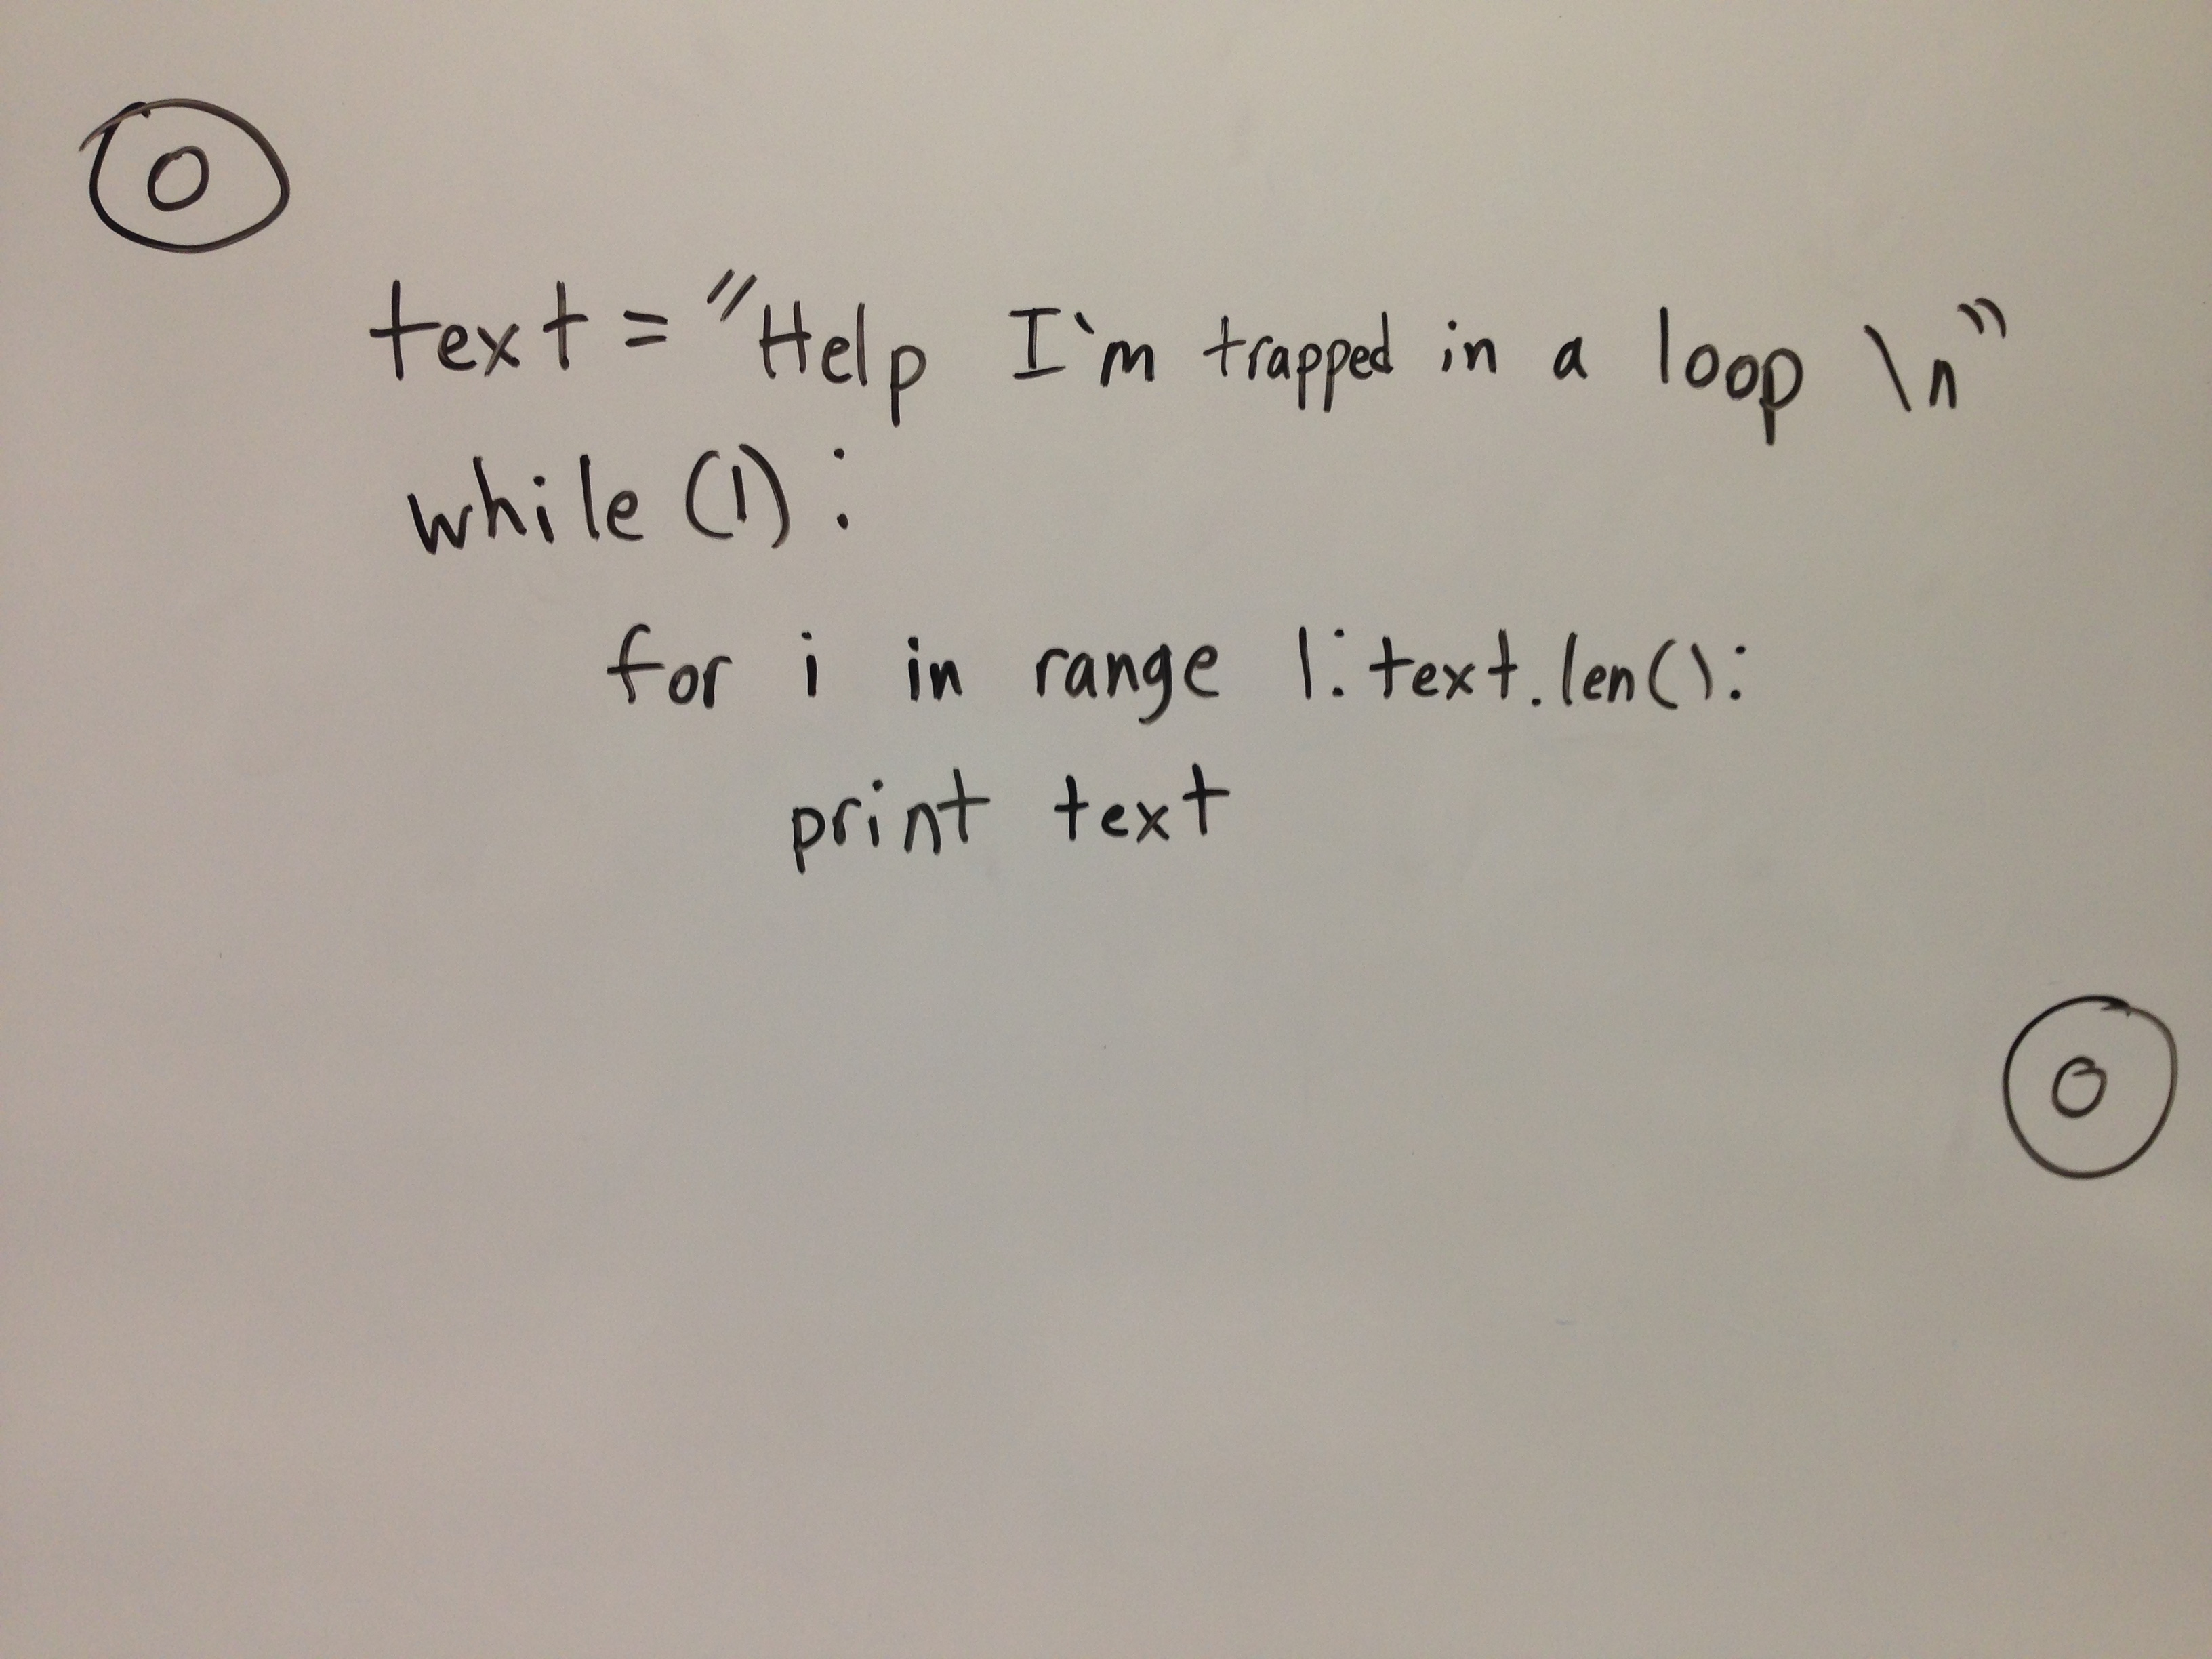 0
text = "Help I'm trapped in a loop \n"
while (1):
for i in range 1:text.len():
print text
0